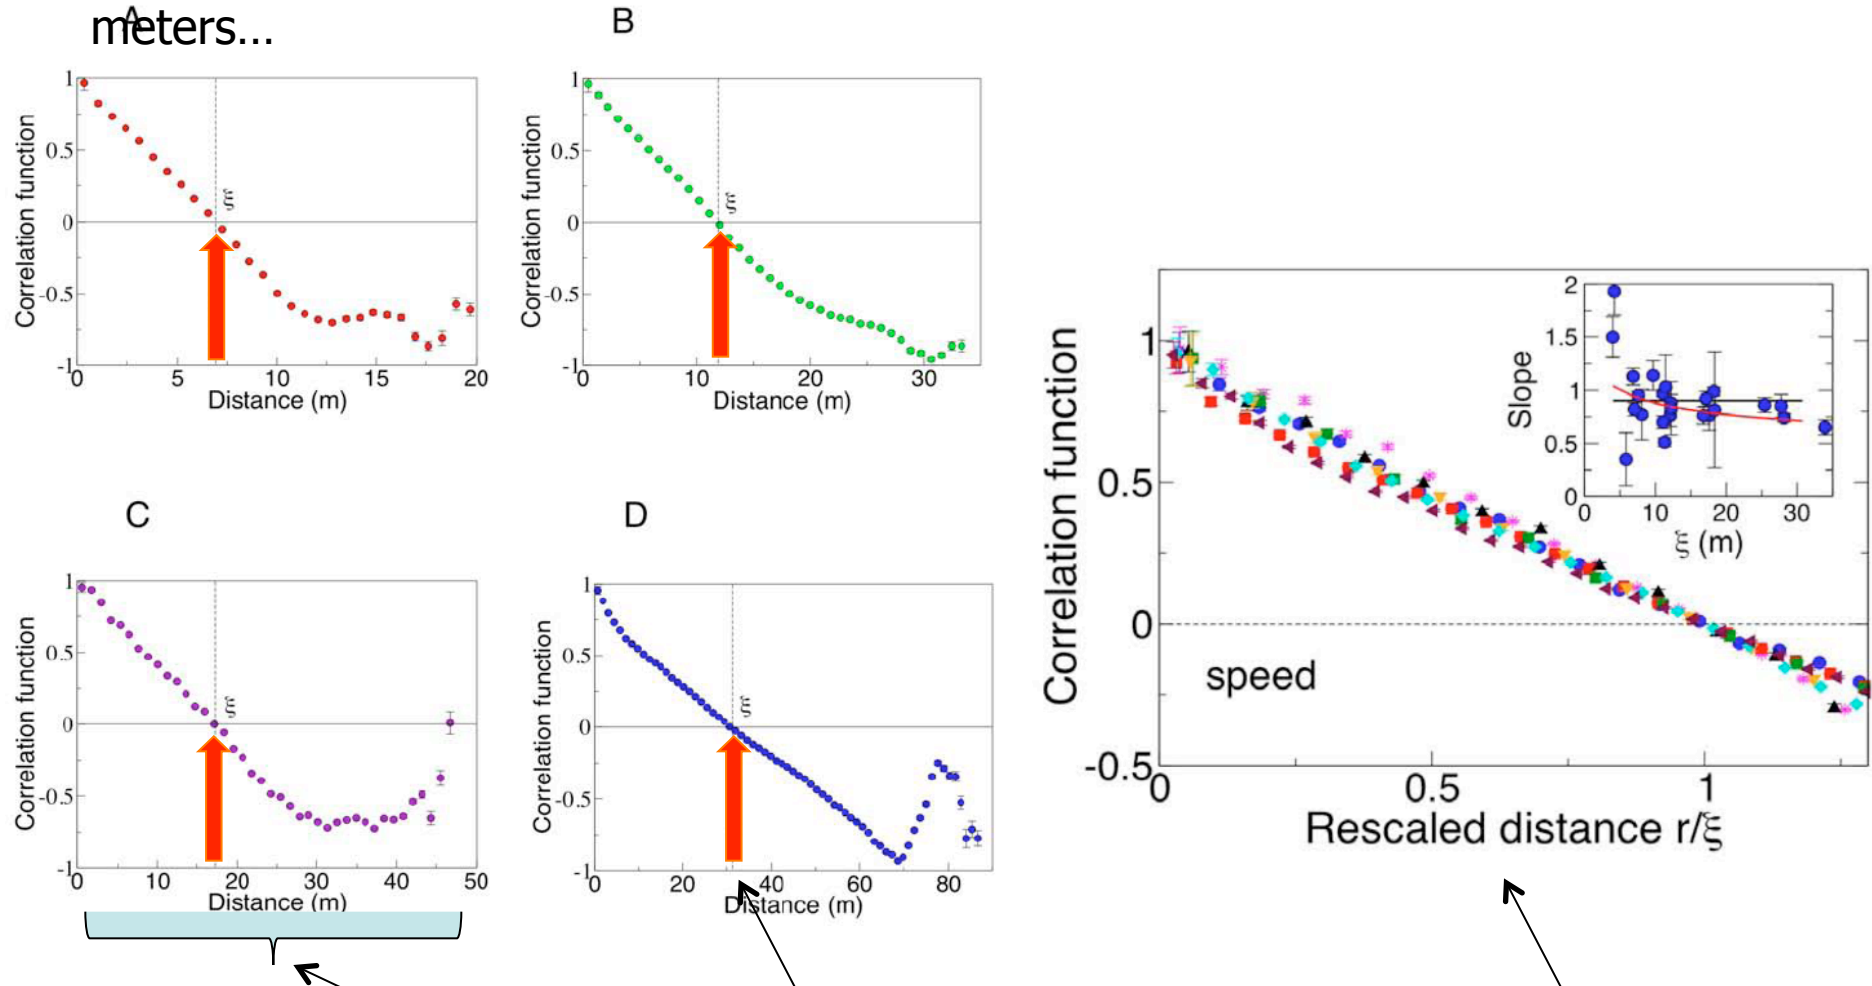 meters...
A
B
1
0.5
0
-0.5
-1
Correlation function
ξ
0 5 10 15 20
Distance (m)
1
0.5
0
-0.5
-1
Correlation function
ξ
0 10 20 30
Distance (m)
C
D
1
0.5
0
-0.5
-1
Correlation function
ξ
0 10 20 30 40 50
Distance (m)
1
0.5
0
-0.5
-1
Correlation function
ξ
0 20 40 60 80
Distance (m)
1
0.5
0
-0.5
Correlation function
speed
0 0.5 1
Rescaled distance r/ξ
2
1.5
1
0.5
0
Slope
0 10 20 30
ξ (m)